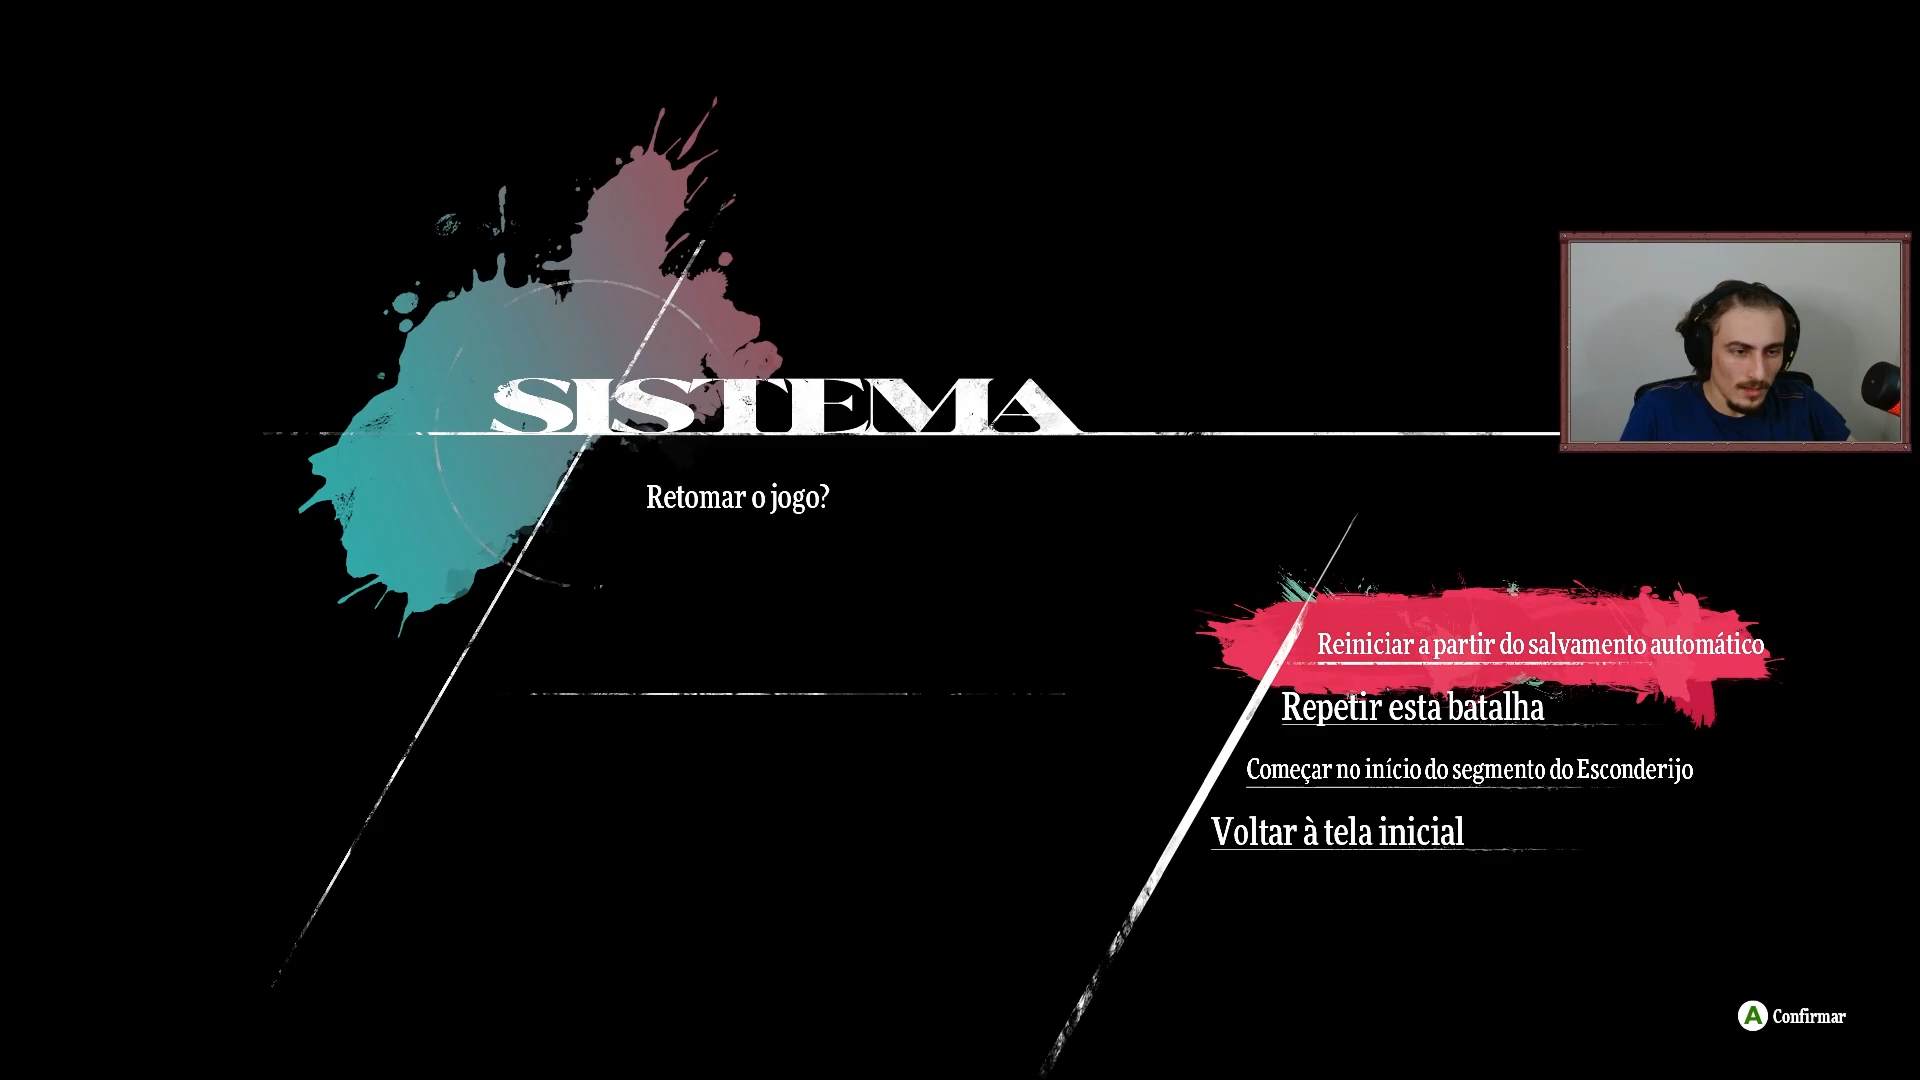 SISTEMA
Retomar o jogo?
Reiniciar a partir do salvamento automático
Repetir esta batalha
Começar no início do segmento do Esconderijo
Voltar à tela inicial
A Confirmar